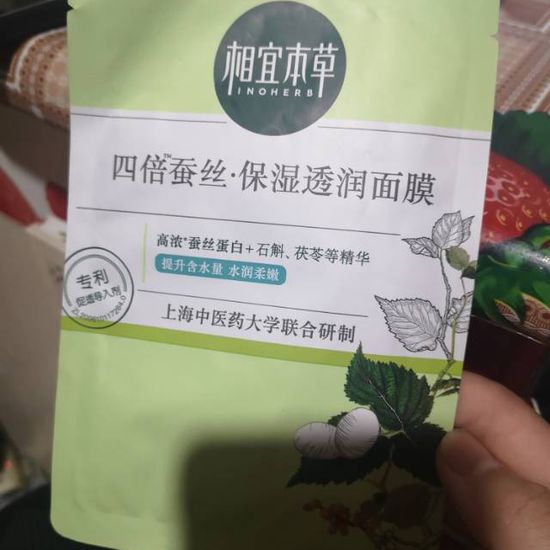 相宜本草
INOHERB
四倍™蚕丝·保湿透润面膜
高浓*蚕丝蛋白+石斛、茯苓等精华
提升含水量 水润柔嫩
专利
促渗导入剂
上海中医药大学联合研制